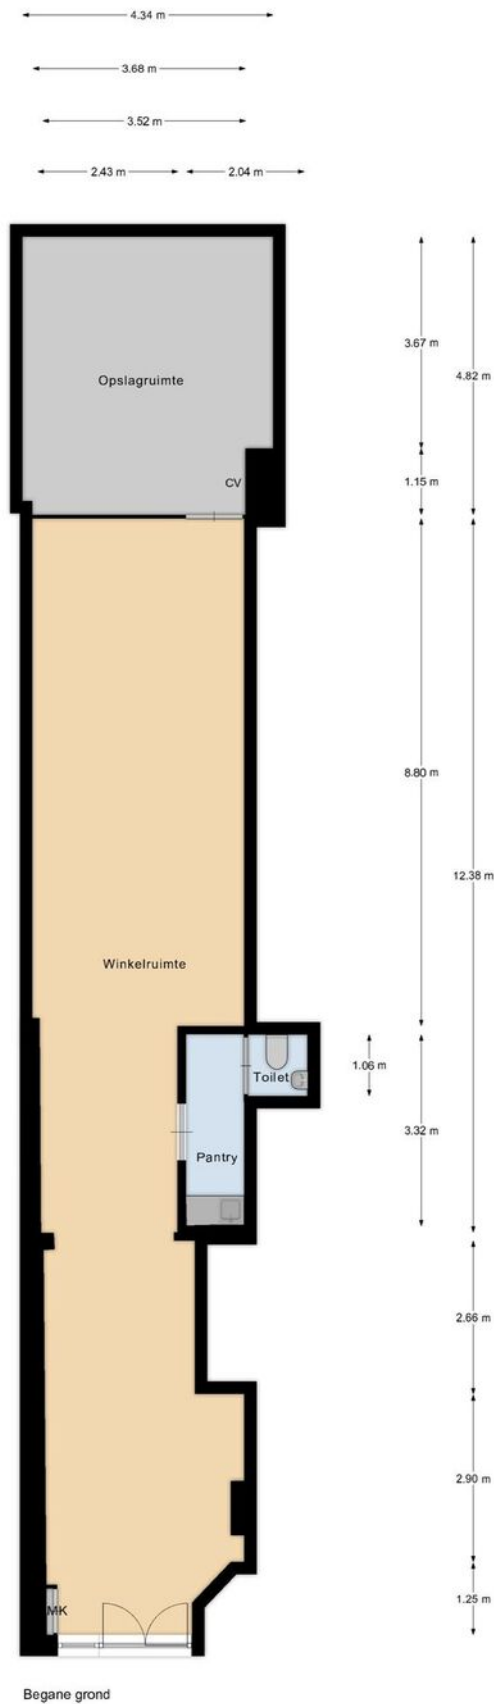 4.34 m
3.68 m
3.52 m
2.43 m
2.04 m
3.67 m
4.82 m
Opslagruimte
CV
1.15 m
8.80 m
12.38 m
Winkelruimte
Toilet
1.06 m
3.32 m
Pantry
2.66 m
2.90 m
1.25 m
MK
Begane grond